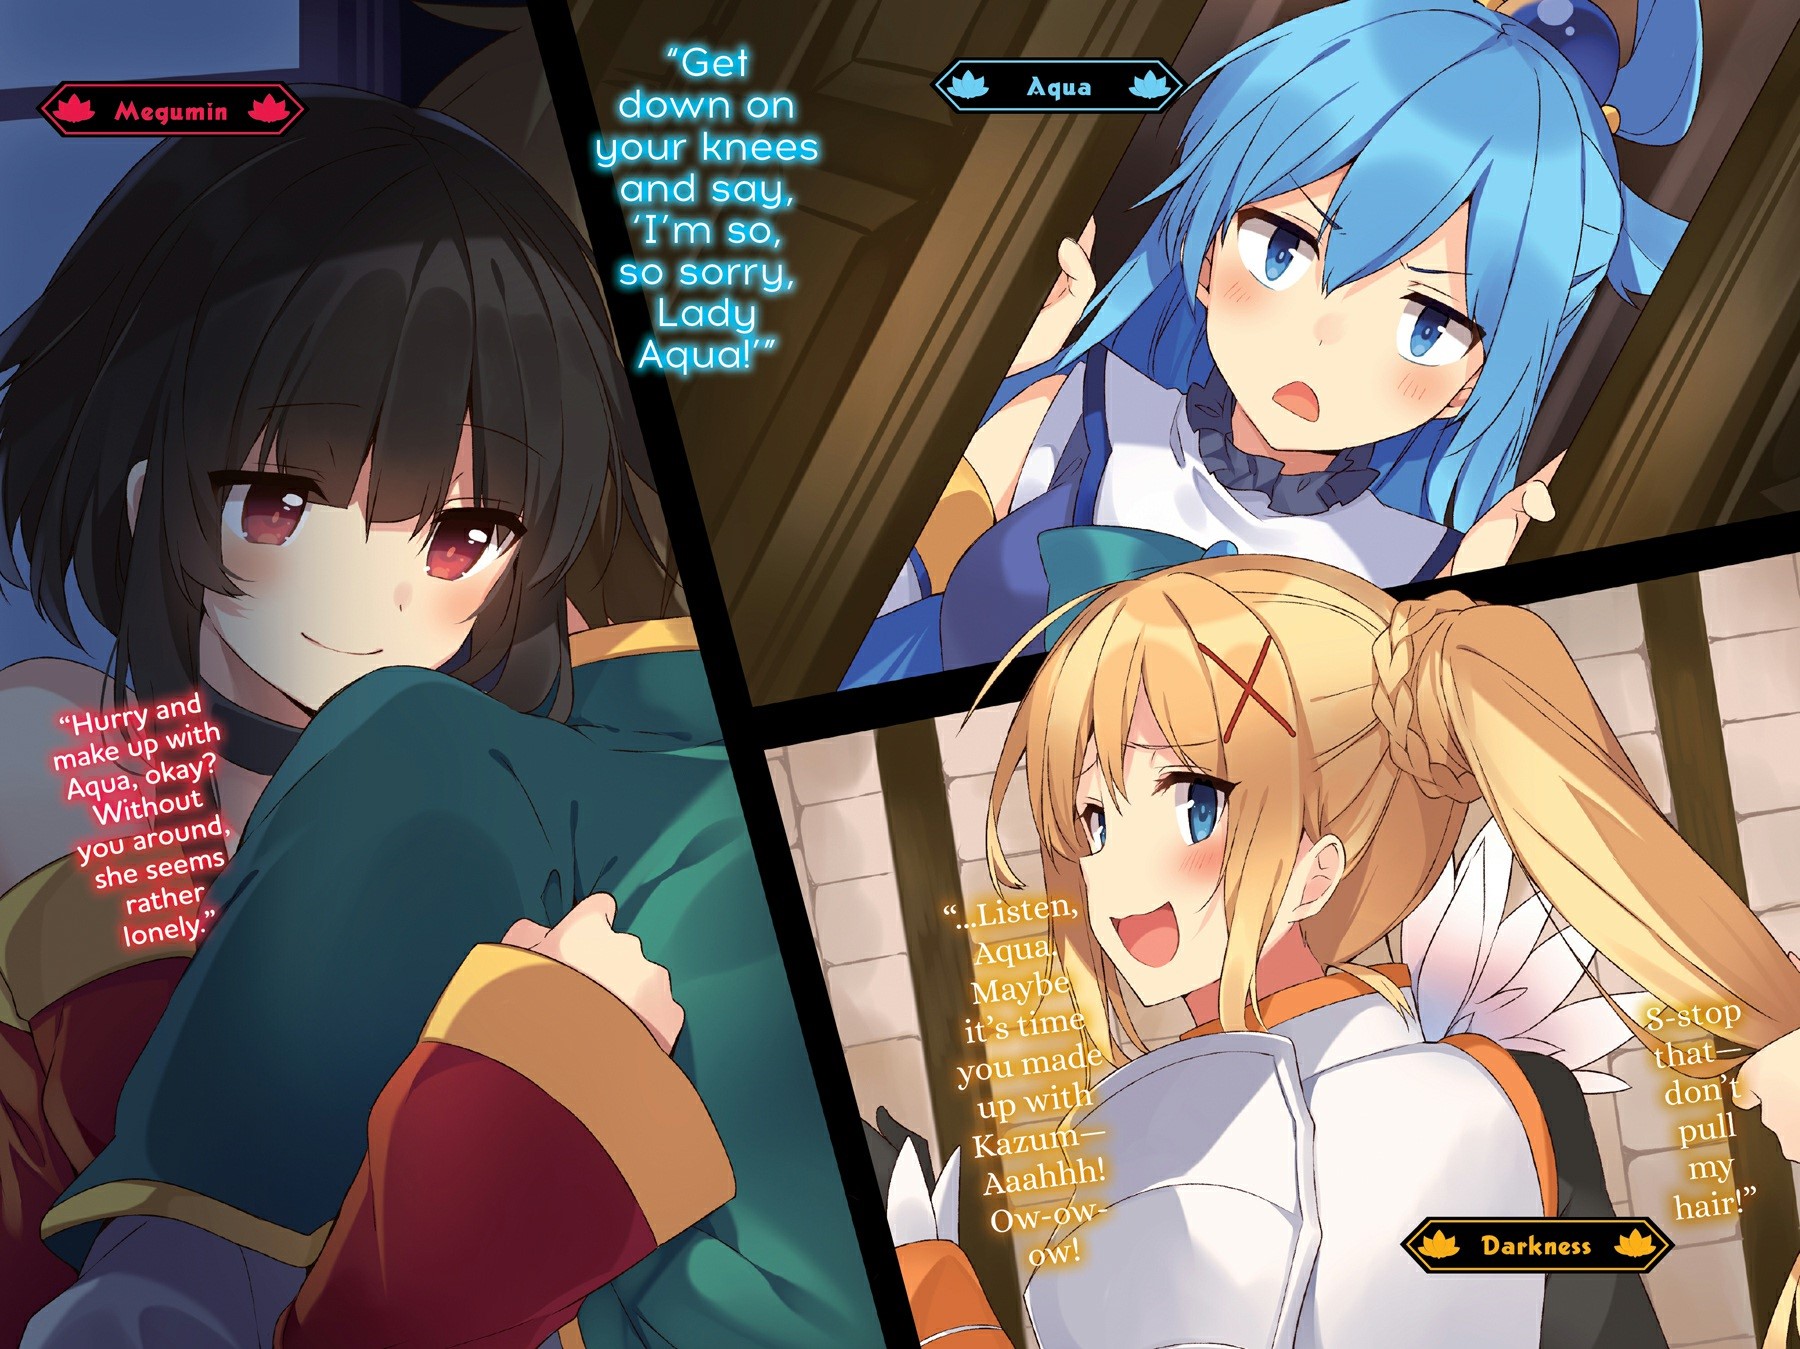 Megumin
“Hurry and
make up with
Aqua, okay?
Without
you around,
she seems
rather
lonely.”
“Get
down on
your knees
and say,
‘I’m so,
so sorry,
Lady
Aqua!’”
Aqua
“...Listen,
Aqua.
Maybe
it’s time
you made
up with
Kazum—
Aaahhh!
Ow-ow-
ow!
S-stop
that—
don’t
pull
my
hair!”
Darkness